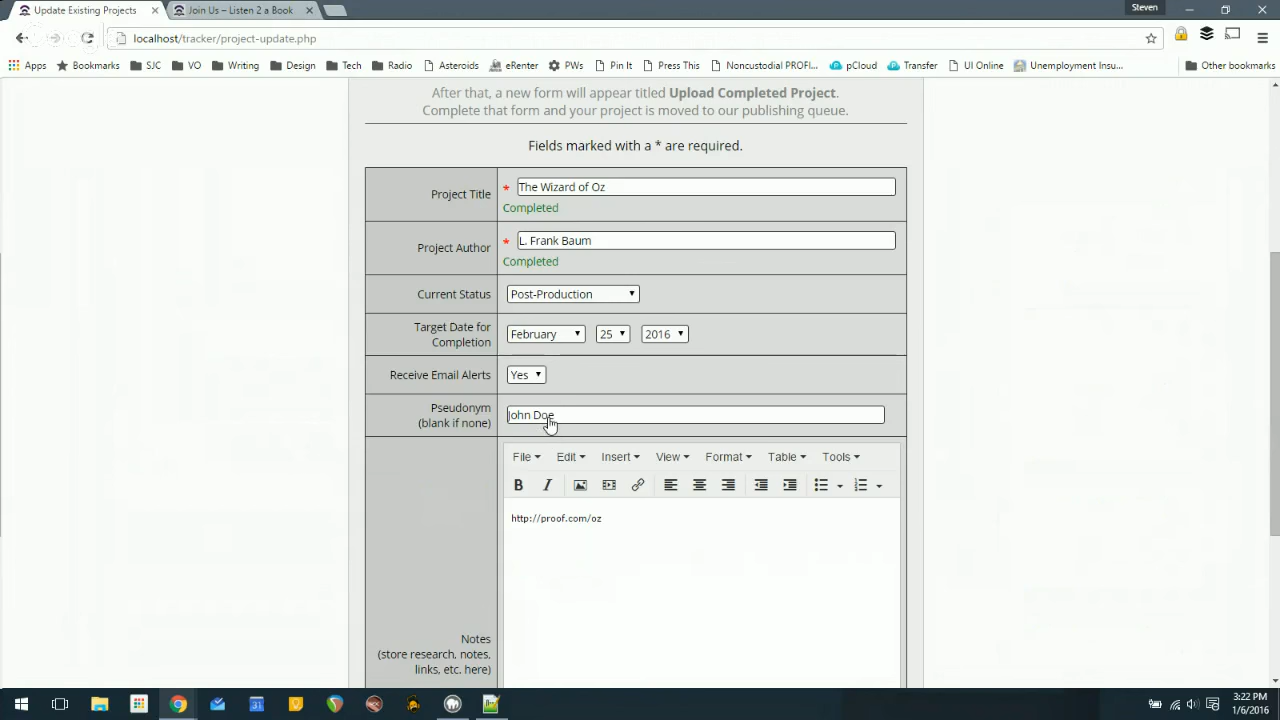 Update Existing Projects
Join Us – Listen 2 a Book
Steven
localhost/tracker/project-update.php
Apps Bookmarks SJC VO Writing Design Tech Radio Asteroids eRenter PWs Pin It Press This Noncustodial PROFI... pCloud Transfer UI Online Unemployment Insu... Other bookmarks
After that, a new form will appear titled Upload Completed Project.
Complete that form and your project is moved to our publishing queue.
Fields marked with a * are required.
Project Title * The Wizard of Oz
Completed
Project Author * L. Frank Baum
Completed
Current Status Post-Production
Target Date for
Completion
February 25 2016
Receive Email Alerts Yes
Pseudonym
(blank if none)
John Doe
File Edit Insert View Format Table Tools
B I
http://proof.com/oz
Notes
(store research, notes,
links, etc. here)
3:22 PM
1/6/2016